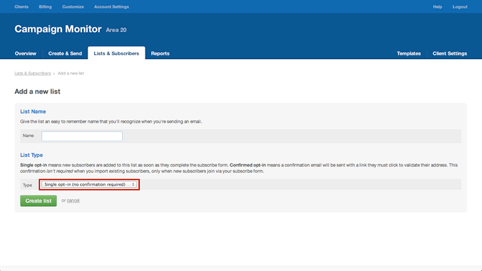 Clients Billing Customize Account Settings Help Logout
Campaign Monitor Area 20
Overview Create & Send Lists & Subscribers Reports Templates Client Settings
Lists & Subscribers › Add a new list
Add a new list
List Name
Give the list an easy to remember name that you'll recognize when you're sending an email.
Name
List Type
Single opt-in means new subscribers are added to this list as soon as they complete the subscribe form. Confirmed opt-in means a confirmation email will be sent with a link they must click to validate their address. This
confirmation isn't required when you import existing subscribers, only when new subscribers join via your subscribe form.
Type Single opt-in (no confirmation required)
Create list or cancel